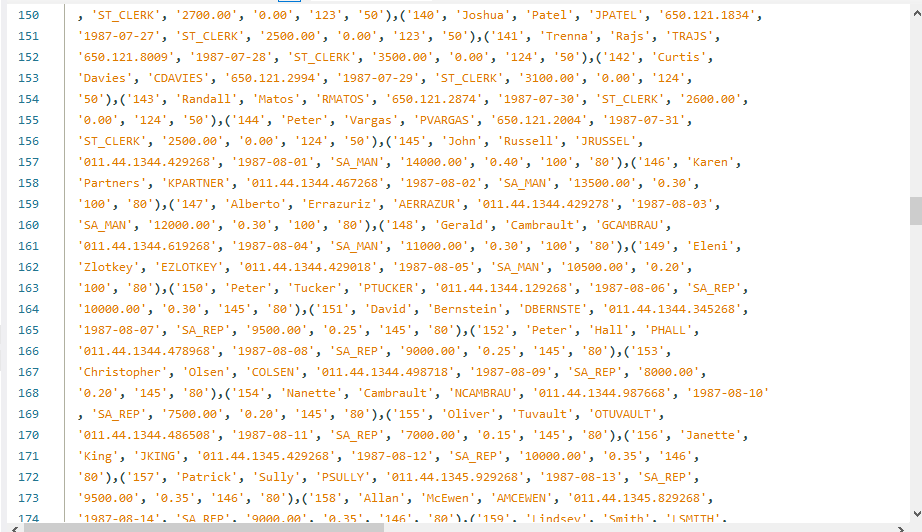 150 , 'ST_CLERK', '2700.00', '0.00', '123', '50'),('140', 'Joshua', 'Patel', 'JPATEL', '650.121.1834',
151 '1987-07-27', 'ST_CLERK', '2500.00', '0.00', '123', '50'),('141', 'Trenna', 'Rajs', 'TRAJS',
152 '650.121.8009', '1987-07-28', 'ST_CLERK', '3500.00', '0.00', '124', '50'),('142', 'Curtis',
153 'Davies', 'CDAVIES', '650.121.2994', '1987-07-29', 'ST_CLERK', '3100.00', '0.00', '124',
154 '50'),('143', 'Randall', 'Matos', 'RMATOS', '650.121.2874', '1987-07-30', 'ST_CLERK', '2600.00',
155 '0.00', '124', '50'),('144', 'Peter', 'Vargas', 'PVARGAS', '650.121.2004', '1987-07-31',
156 'ST_CLERK', '2500.00', '0.00', '124', '50'),('145', 'John', 'Russell', 'JRUSSEL',
157 '011.44.1344.429268', '1987-08-01', 'SA_MAN', '14000.00', '0.40', '100', '80'),('146', 'Karen',
158 'Partners', 'KPARTNER', '011.44.1344.467268', '1987-08-02', 'SA_MAN', '13500.00', '0.30',
159 '100', '80'),('147', 'Alberto', 'Errazuriz', 'AERRAZUR', '011.44.1344.429278', '1987-08-03',
160 'SA_MAN', '12000.00', '0.30', '100', '80'),('148', 'Gerald', 'Cambrault', 'GCAMBRAU',
161 '011.44.1344.619268', '1987-08-04', 'SA_MAN', '11000.00', '0.30', '100', '80'),('149', 'Eleni',
162 'Zlotkey', 'EZLOTKEY', '011.44.1344.429018', '1987-08-05', 'SA_MAN', '10500.00', '0.20',
163 '100', '80'),('150', 'Peter', 'Tucker', 'PTUCKER', '011.44.1344.129268', '1987-08-06', 'SA_REP',
164 '10000.00', '0.30', '145', '80'),('151', 'David', 'Bernstein', 'DBERNSTE', '011.44.1344.345268',
165 '1987-08-07', 'SA_REP', '9500.00', '0.25', '145', '80'),('152', 'Peter', 'Hall', 'PHALL',
166 '011.44.1344.478968', '1987-08-08', 'SA_REP', '9000.00', '0.25', '145', '80'),('153',
167 'Christopher', 'Olsen', 'COLSEN', '011.44.1344.498718', '1987-08-09', 'SA_REP', '8000.00',
168 '0.20', '145', '80'),('154', 'Nanette', 'Cambrault', 'NCAMBRAU', '011.44.1344.987668', '1987-08-10'
169 , 'SA_REP', '7500.00', '0.20', '145', '80'),('155', 'Oliver', 'Tuvault', 'OTUVAULT',
170 '011.44.1344.486508', '1987-08-11', 'SA_REP', '7000.00', '0.15', '145', '80'),('156', 'Janette',
171 'King', 'JKING', '011.44.1345.429268', '1987-08-12', 'SA_REP', '10000.00', '0.35', '146',
172 '80'),('157', 'Patrick', 'Sully', 'PSULLY', '011.44.1345.929268', '1987-08-13', 'SA_REP',
173 '9500.00', '0.35', '146', '80'),('158', 'Allan', 'McEwen', 'AMCEWEN', '011.44.1345.829268',
174 '1987-08-14', 'SA_REP', '9000.00', '0.35', '146', '80'),('159', 'Lindsey', 'Smith', 'LSMITH',